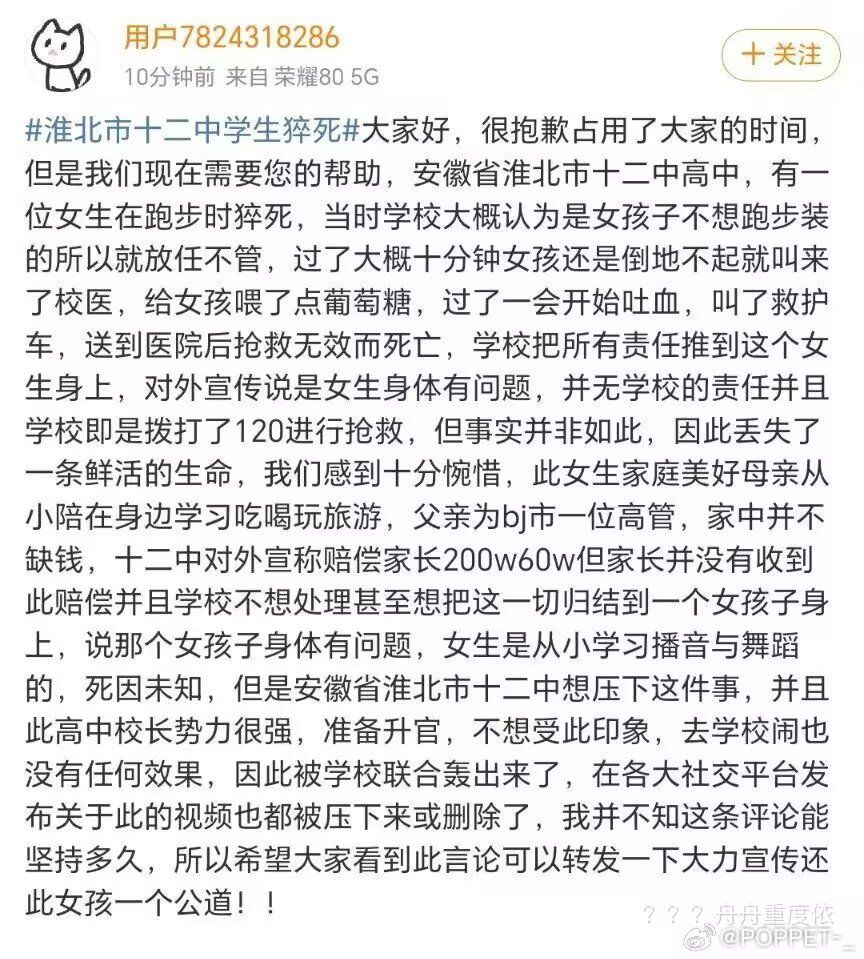 用户7824318286
10分钟前 来自 荣耀80 5G
＋关注
#淮北市十二中学生猝死#大家好，很抱歉占用了大家的时间，
但是我们现在需要您的帮助，安徽省淮北市十二中高中，有一
位女生在跑步时猝死，当时学校大概认为是女孩子不想跑步装
的所以就放任不管，过了大概十分钟女孩还是倒地不起就叫来
了校医，给女孩喂了点葡萄糖，过了一会开始吐血，叫了救护
车，送到医院后抢救无效而死亡，学校把所有责任推到这个女
生身上，对外宣传说是女生身体有问题，并无学校的责任并且
学校即是拨打了120进行抢救，但事实并非如此，因此丢失了
一条鲜活的生命，我们感到十分惋惜，此女生家庭美好母亲从
小陪在身边学习吃喝玩旅游，父亲为bj市一位高管，家中并不
缺钱，十二中对外宣称赔偿家长200w60w但家长并没有收到
此赔偿并且学校不想处理甚至想把这一切归结到一个女孩子身
上，说那个女孩子身体有问题，女生是从小学习播音与舞蹈
的，死因未知，但是安徽省淮北市十二中想压下这件事，并且
此高中校长势力很强，准备升官，不想受此印象，去学校闹也
没有任何效果，因此被学校联合轰出来了，在各大社交平台发
布关于此的视频也都被压下来或删除了，我并不知这条评论能
坚持多久，所以希望大家看到此言论可以转发一下大力宣传还
此女孩一个公道！！
？？？舟舟重度依
@POPPET-_